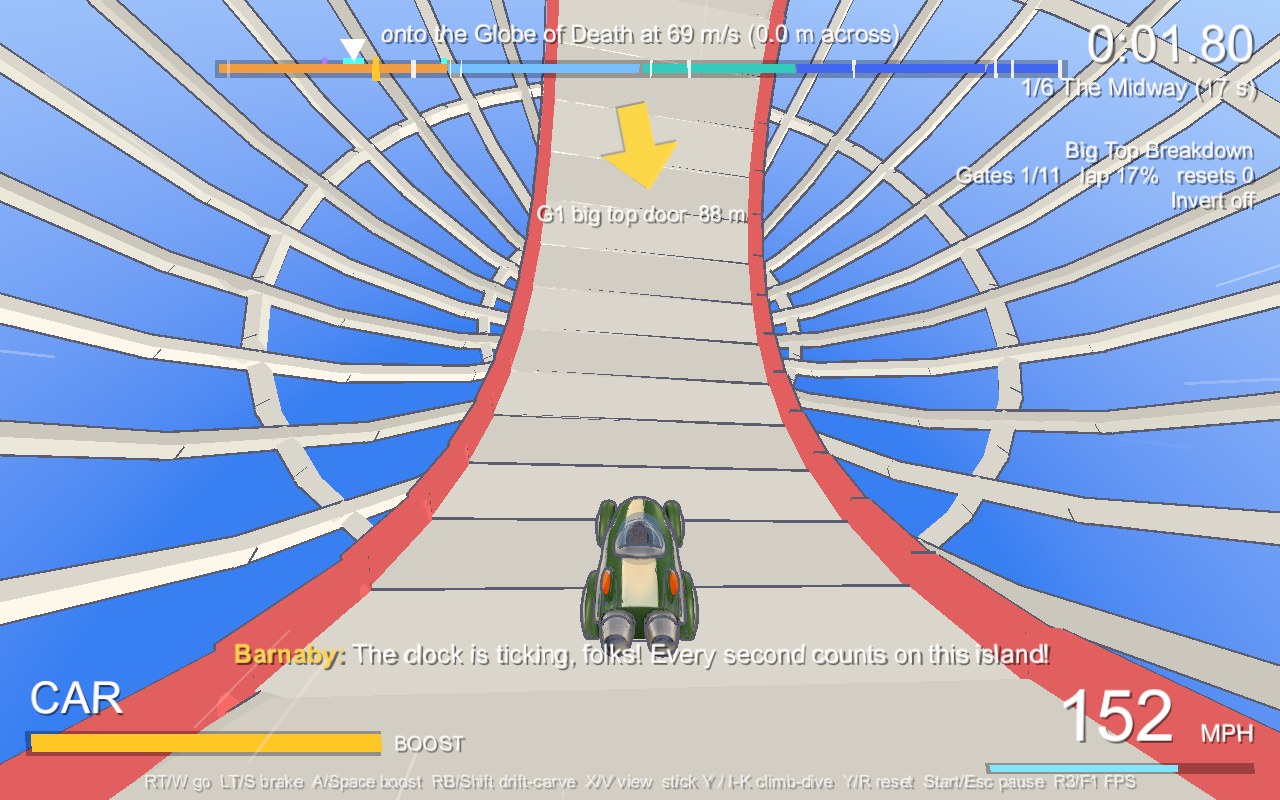 onto the Globe of Death at 69 m/s (0.0 m across)
0:01.80
1/6 The Midway (17 s)
Big Top Breakdown
Gates 1/11 lap 17% resets 0
Invert off
G1 big top door 88 m
Barnaby: The clock is ticking, folks! Every second counts on this island!
CAR
BOOST
152 MPH
RT/W go LT/S brake A/Space boost RB/Shift drift-carve X/V view stick Y / I-K climb-dive Y/R reset Start/Esc pause R3/F1 FPS